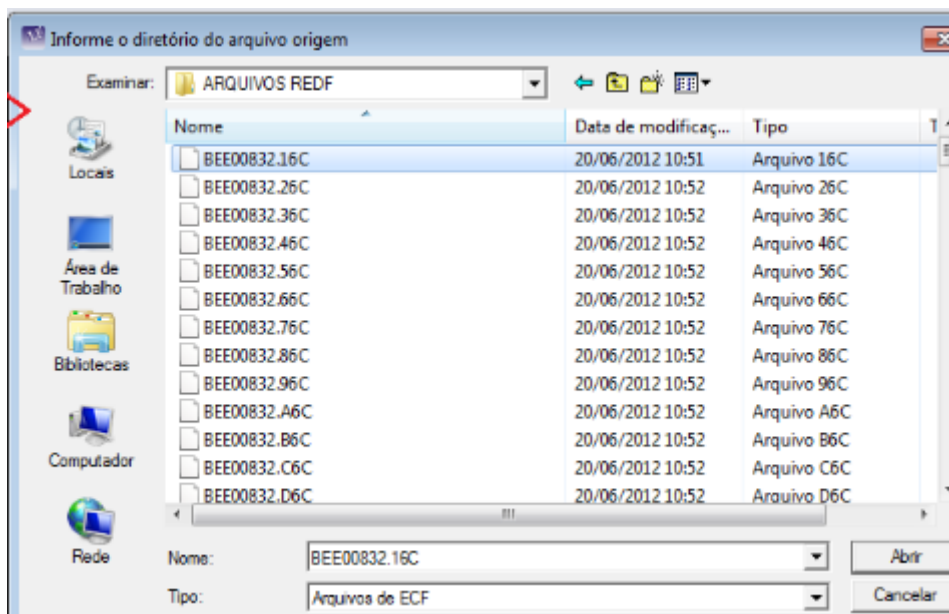 Informe o diretório do arquivo origem
Examinar: ARQUIVOS REDF
Nome Data de modificaç... Tipo T
BEE00832.16C 20/06/2012 10:51 Arquivo 16C
BEE00832.26C 20/06/2012 10:52 Arquivo 26C
BEE00832.36C 20/06/2012 10:52 Arquivo 36C
BEE00832.46C 20/06/2012 10:52 Arquivo 46C
BEE00832.56C 20/06/2012 10:52 Arquivo 56C
BEE00832.66C 20/06/2012 10:52 Arquivo 66C
BEE00832.76C 20/06/2012 10:52 Arquivo 76C
BEE00832.86C 20/06/2012 10:52 Arquivo 86C
BEE00832.96C 20/06/2012 10:52 Arquivo 96C
BEE00832.A6C 20/06/2012 10:52 Arquivo A6C
BEE00832.B6C 20/06/2012 10:52 Arquivo B6C
BEE00832.C6C 20/06/2012 10:52 Arquivo C6C
BEE00832.D6C 20/06/2012 10:52 Arquivo D6C
Locais
Área de
Trabalho
Bibliotecas
Computador
Rede
Nome: BEE00832.16C Abrir
Tipo: Arquivos de ECF Cancelar